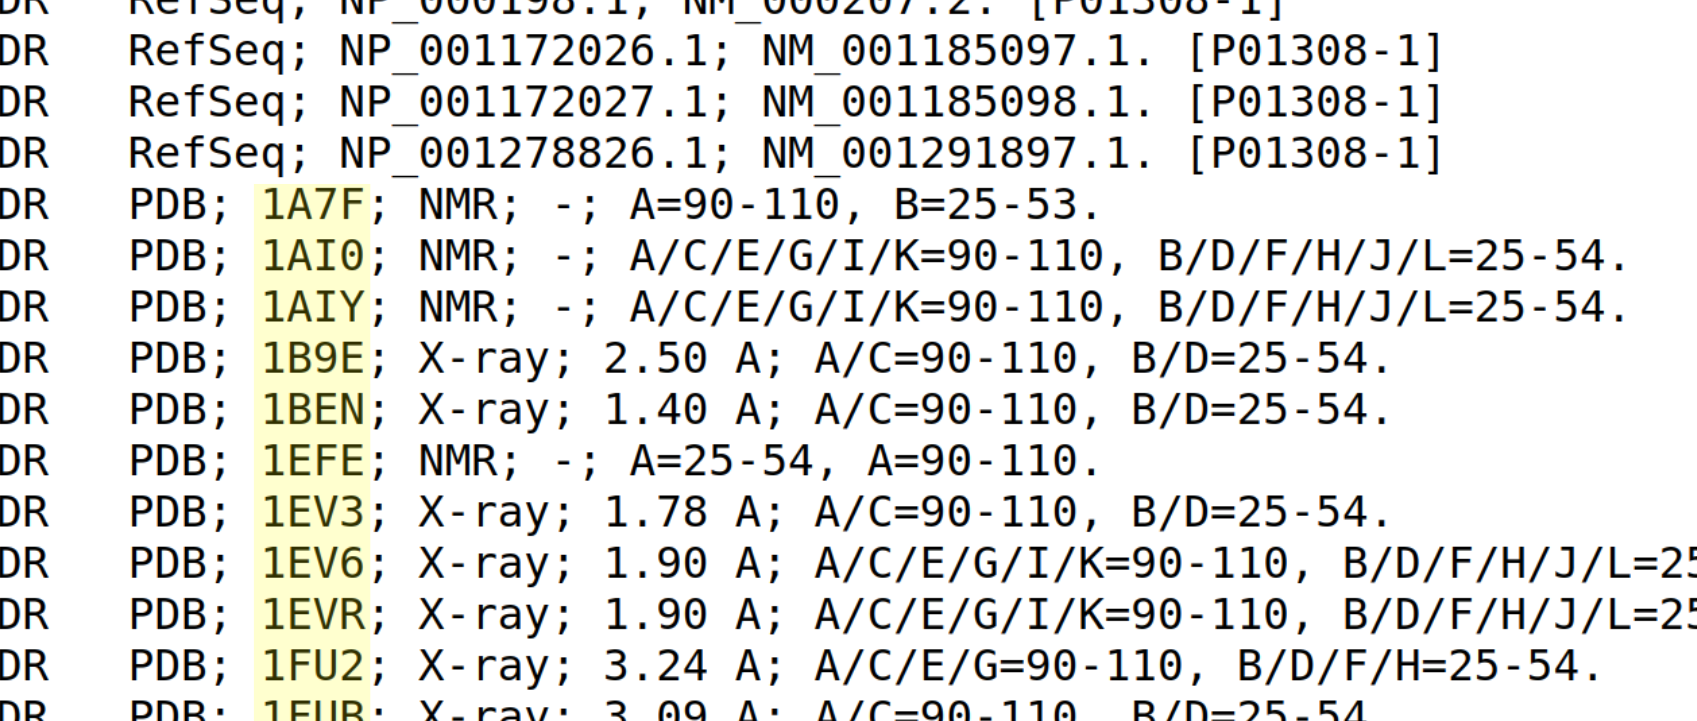 DR   RefSeq; NP_000198.1; NM_000207.2. [P01308-1]
DR   RefSeq; NP_001172026.1; NM_001185097.1. [P01308-1]
DR   RefSeq; NP_001172027.1; NM_001185098.1. [P01308-1]
DR   RefSeq; NP_001278826.1; NM_001291897.1. [P01308-1]
DR   PDB; 1A7F; NMR; -; A=90-110, B=25-53.
DR   PDB; 1AI0; NMR; -; A/C/E/G/I/K=90-110, B/D/F/H/J/L=25-54.
DR   PDB; 1AIY; NMR; -; A/C/E/G/I/K=90-110, B/D/F/H/J/L=25-54.
DR   PDB; 1B9E; X-ray; 2.50 A; A/C=90-110, B/D=25-54.
DR   PDB; 1BEN; X-ray; 1.40 A; A/C=90-110, B/D=25-54.
DR   PDB; 1EFE; NMR; -; A=25-54, A=90-110.
DR   PDB; 1EV3; X-ray; 1.78 A; A/C=90-110, B/D=25-54.
DR   PDB; 1EV6; X-ray; 1.90 A; A/C/E/G/I/K=90-110, B/D/F/H/J/L=25
DR   PDB; 1EVR; X-ray; 1.90 A; A/C/E/G/I/K=90-110, B/D/F/H/J/L=25
DR   PDB; 1FU2; X-ray; 3.24 A; A/C/E/G=90-110, B/D/F/H=25-54.
DR   PDB; 1FUB; X-ray; 3.09 A; A/C=90-110, B/D=25-54.